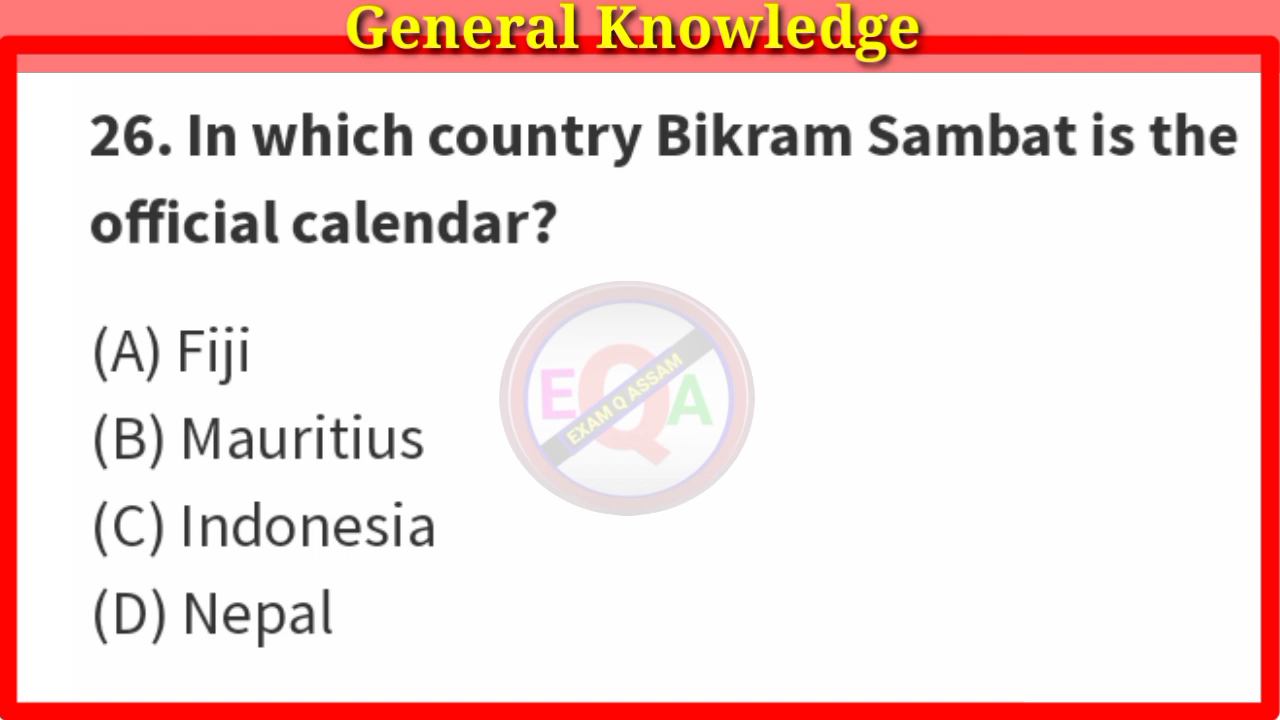 General Knowledge
26. In which country Bikram Sambat is the
official calendar?
(A) Fiji
(B) Mauritius
(C) Indonesia
(D) Nepal
EQA
EXAM Q ASSAM